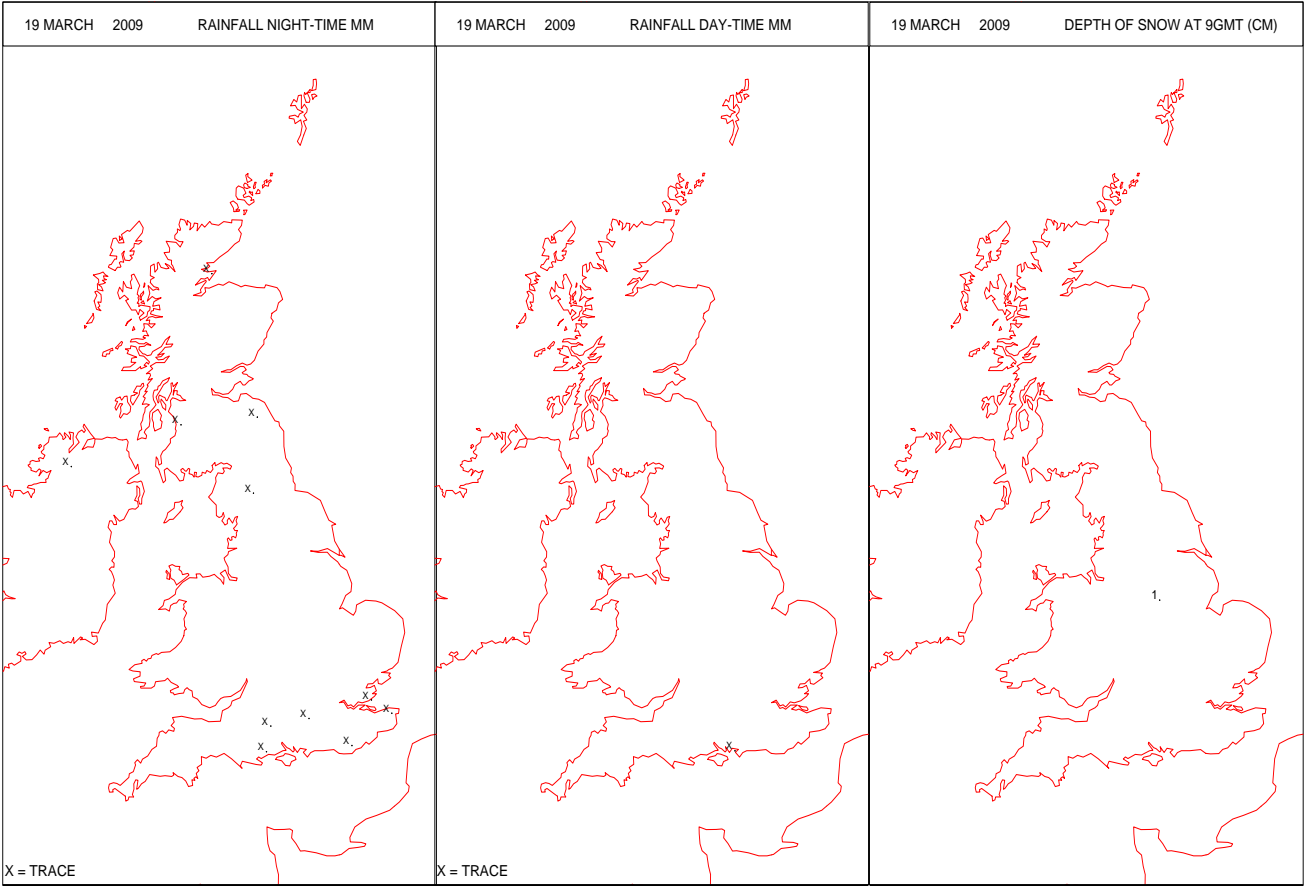 19 MARCH 2009 RAINFALL NIGHT-TIME MM
X.
X.
X.
X.
X.
X.
X.
X.
X.
X.
X.
X = TRACE
19 MARCH 2009 RAINFALL DAY-TIME MM
X.
X = TRACE
19 MARCH 2009 DEPTH OF SNOW AT 9GMT (CM)
1.